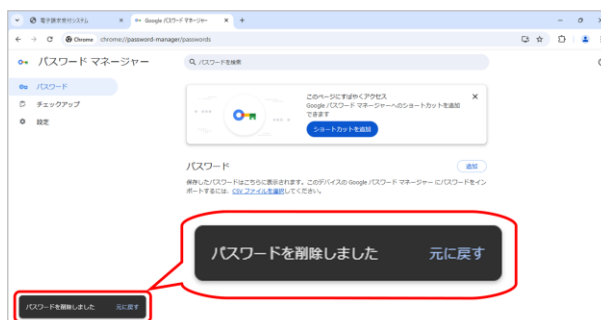 電子請求受付システム
Google パスワード マネージャー
Chrome
chrome://password-manager/passwords
パスワード マネージャー
パスワードを検索
パスワード
チェックアップ
設定
このページにすばやくアクセス
Google パスワード マネージャーへのショートカットを追加
できます
ショートカットを追加
パスワード
追加
保存したパスワードはこちらに表示されます。このデバイスの Google パスワード マネージャー にパスワードをイン
ポートするには、CSV ファイルを選択してください。
パスワードを削除しました 元に戻す
パスワードを削除しました 元に戻す